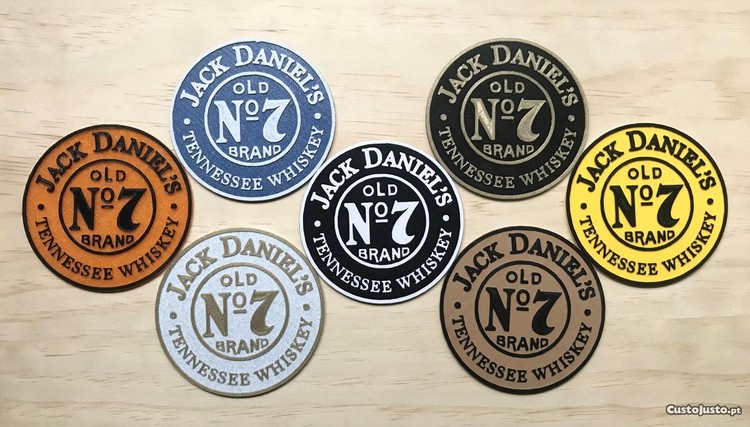 JACK DANIEL'S
OLD
Nº7
BRAND
TENNESSEE WHISKEY
JACK DANIEL'S
OLD
Nº7
BRAND
TENNESSEE WHISKEY
JACK DANIEL'S
OLD
Nº7
BRAND
· TENNESSEE WHISKEY ·
JACK DANIEL'S
OLD
Nº7
BRAND
· TENNESSEE WHISKEY ·
JACK DANIEL'S
OLD
Nº7
BRAND
· TENNESSEE WHISKEY ·
JACK DANIEL'S
OLD
Nº7
BRAND
· TENNESSEE WHISKEY ·
JACK DANIEL'S
OLD
Nº7
BRAND
· TENNESSEE WHISKEY ·
CustoJusto.pt